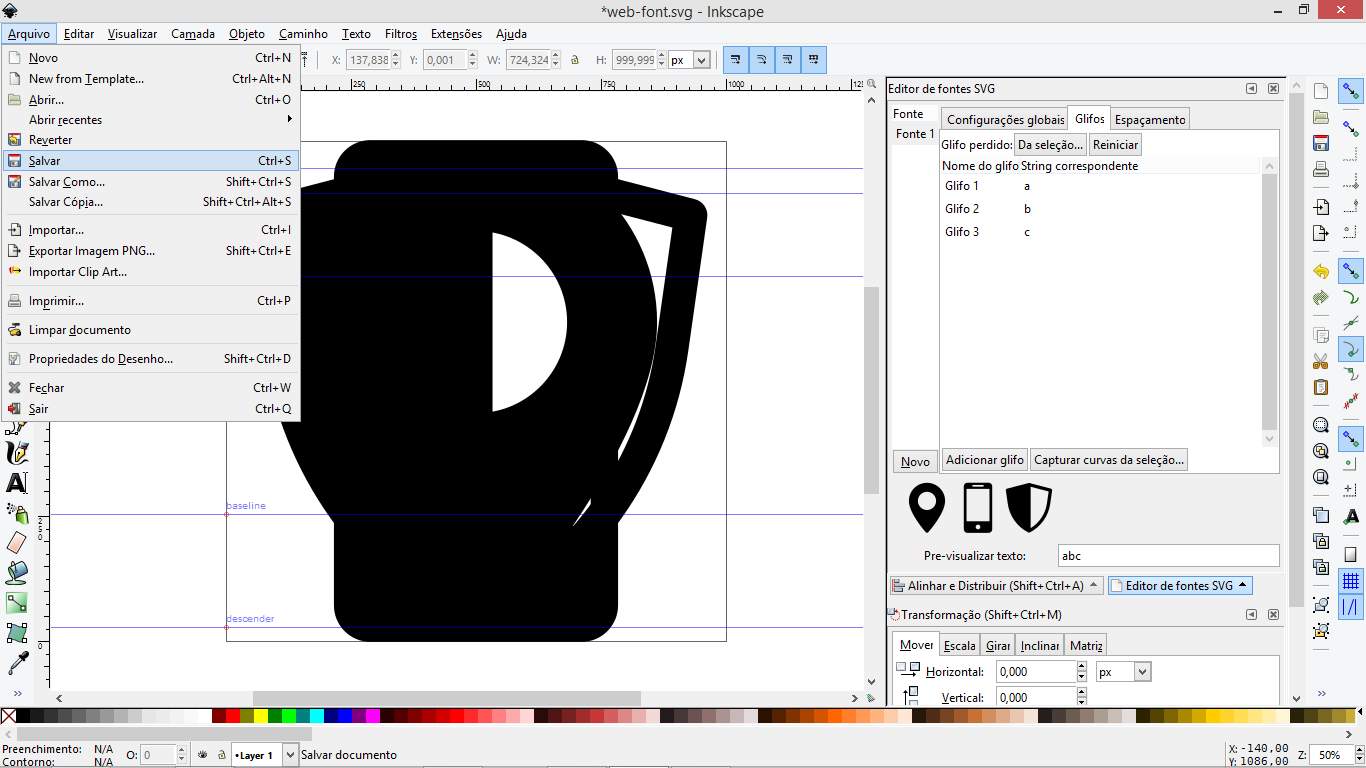 *web-font.svg - Inkscape
Arquivo Editar Visualizar Camada Objeto Caminho Texto Filtros Extensões Ajuda
X: 137,838 Y: 0,001 W: 724,324 H: 999,999 px
Novo Ctrl+N
New from Template... Ctrl+Alt+N
Abrir... Ctrl+O
Abrir recentes
Reverter
Salvar Ctrl+S
Salvar Como... Shift+Ctrl+S
Salvar Cópia... Shift+Ctrl+Alt+S
Importar... Ctrl+I
Exportar Imagem PNG... Shift+Ctrl+E
Importar Clip Art...
Imprimir... Ctrl+P
Limpar documento
Propriedades do Desenho... Shift+Ctrl+D
Fechar Ctrl+W
Sair Ctrl+Q
250 500 750 1000
baseline
descender
250
0
Editor de fontes SVG
Fonte
Fonte 1
Configurações globais Glifos Espaçamento
Glifo perdido: Da seleção... Reiniciar
Nome do glifo String correspondente
Glifo 1 a
Glifo 2 b
Glifo 3 c
Novo Adicionar glifo Capturar curvas da seleção...
Pre-visualizar texto: abc
Alinhar e Distribuir (Shift+Ctrl+A) Editor de fontes SVG
Transformação (Shift+Ctrl+M)
Mover Escala Girar Inclinar Matriz
Horizontal: 0,000 px
Vertical: 0,000
Preenchimento: N/A
Contorno: N/A
O: 0 •Layer 1 Salvar documento
X: -140,00
Y: 1086,00
Z: 50%